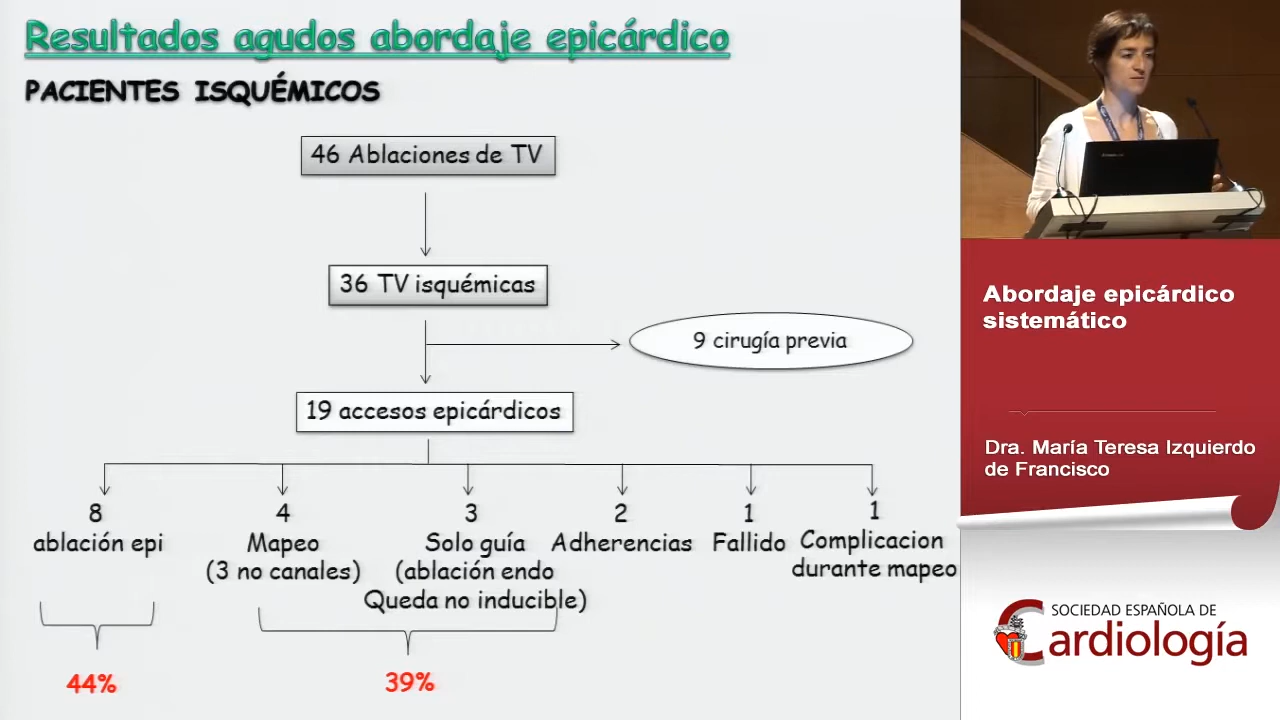 Resultados agudos abordaje epicárdico
PACIENTES ISQUÉMICOS
46 Ablaciones de TV
36 TV isquémicas
9 cirugía previa
19 accesos epicárdicos
8
ablación epi
4
Mapeo
(3 no canales)
3
Solo guía
(ablación endo
Queda no inducible)
2
Adherencias
1
Fallido
1
Complicacion
durante mapeo
44%
39%
Abordaje epicárdico
sistemático
Dra. María Teresa Izquierdo
de Francisco
SOCIEDAD ESPAÑOLA DE
Cardiología